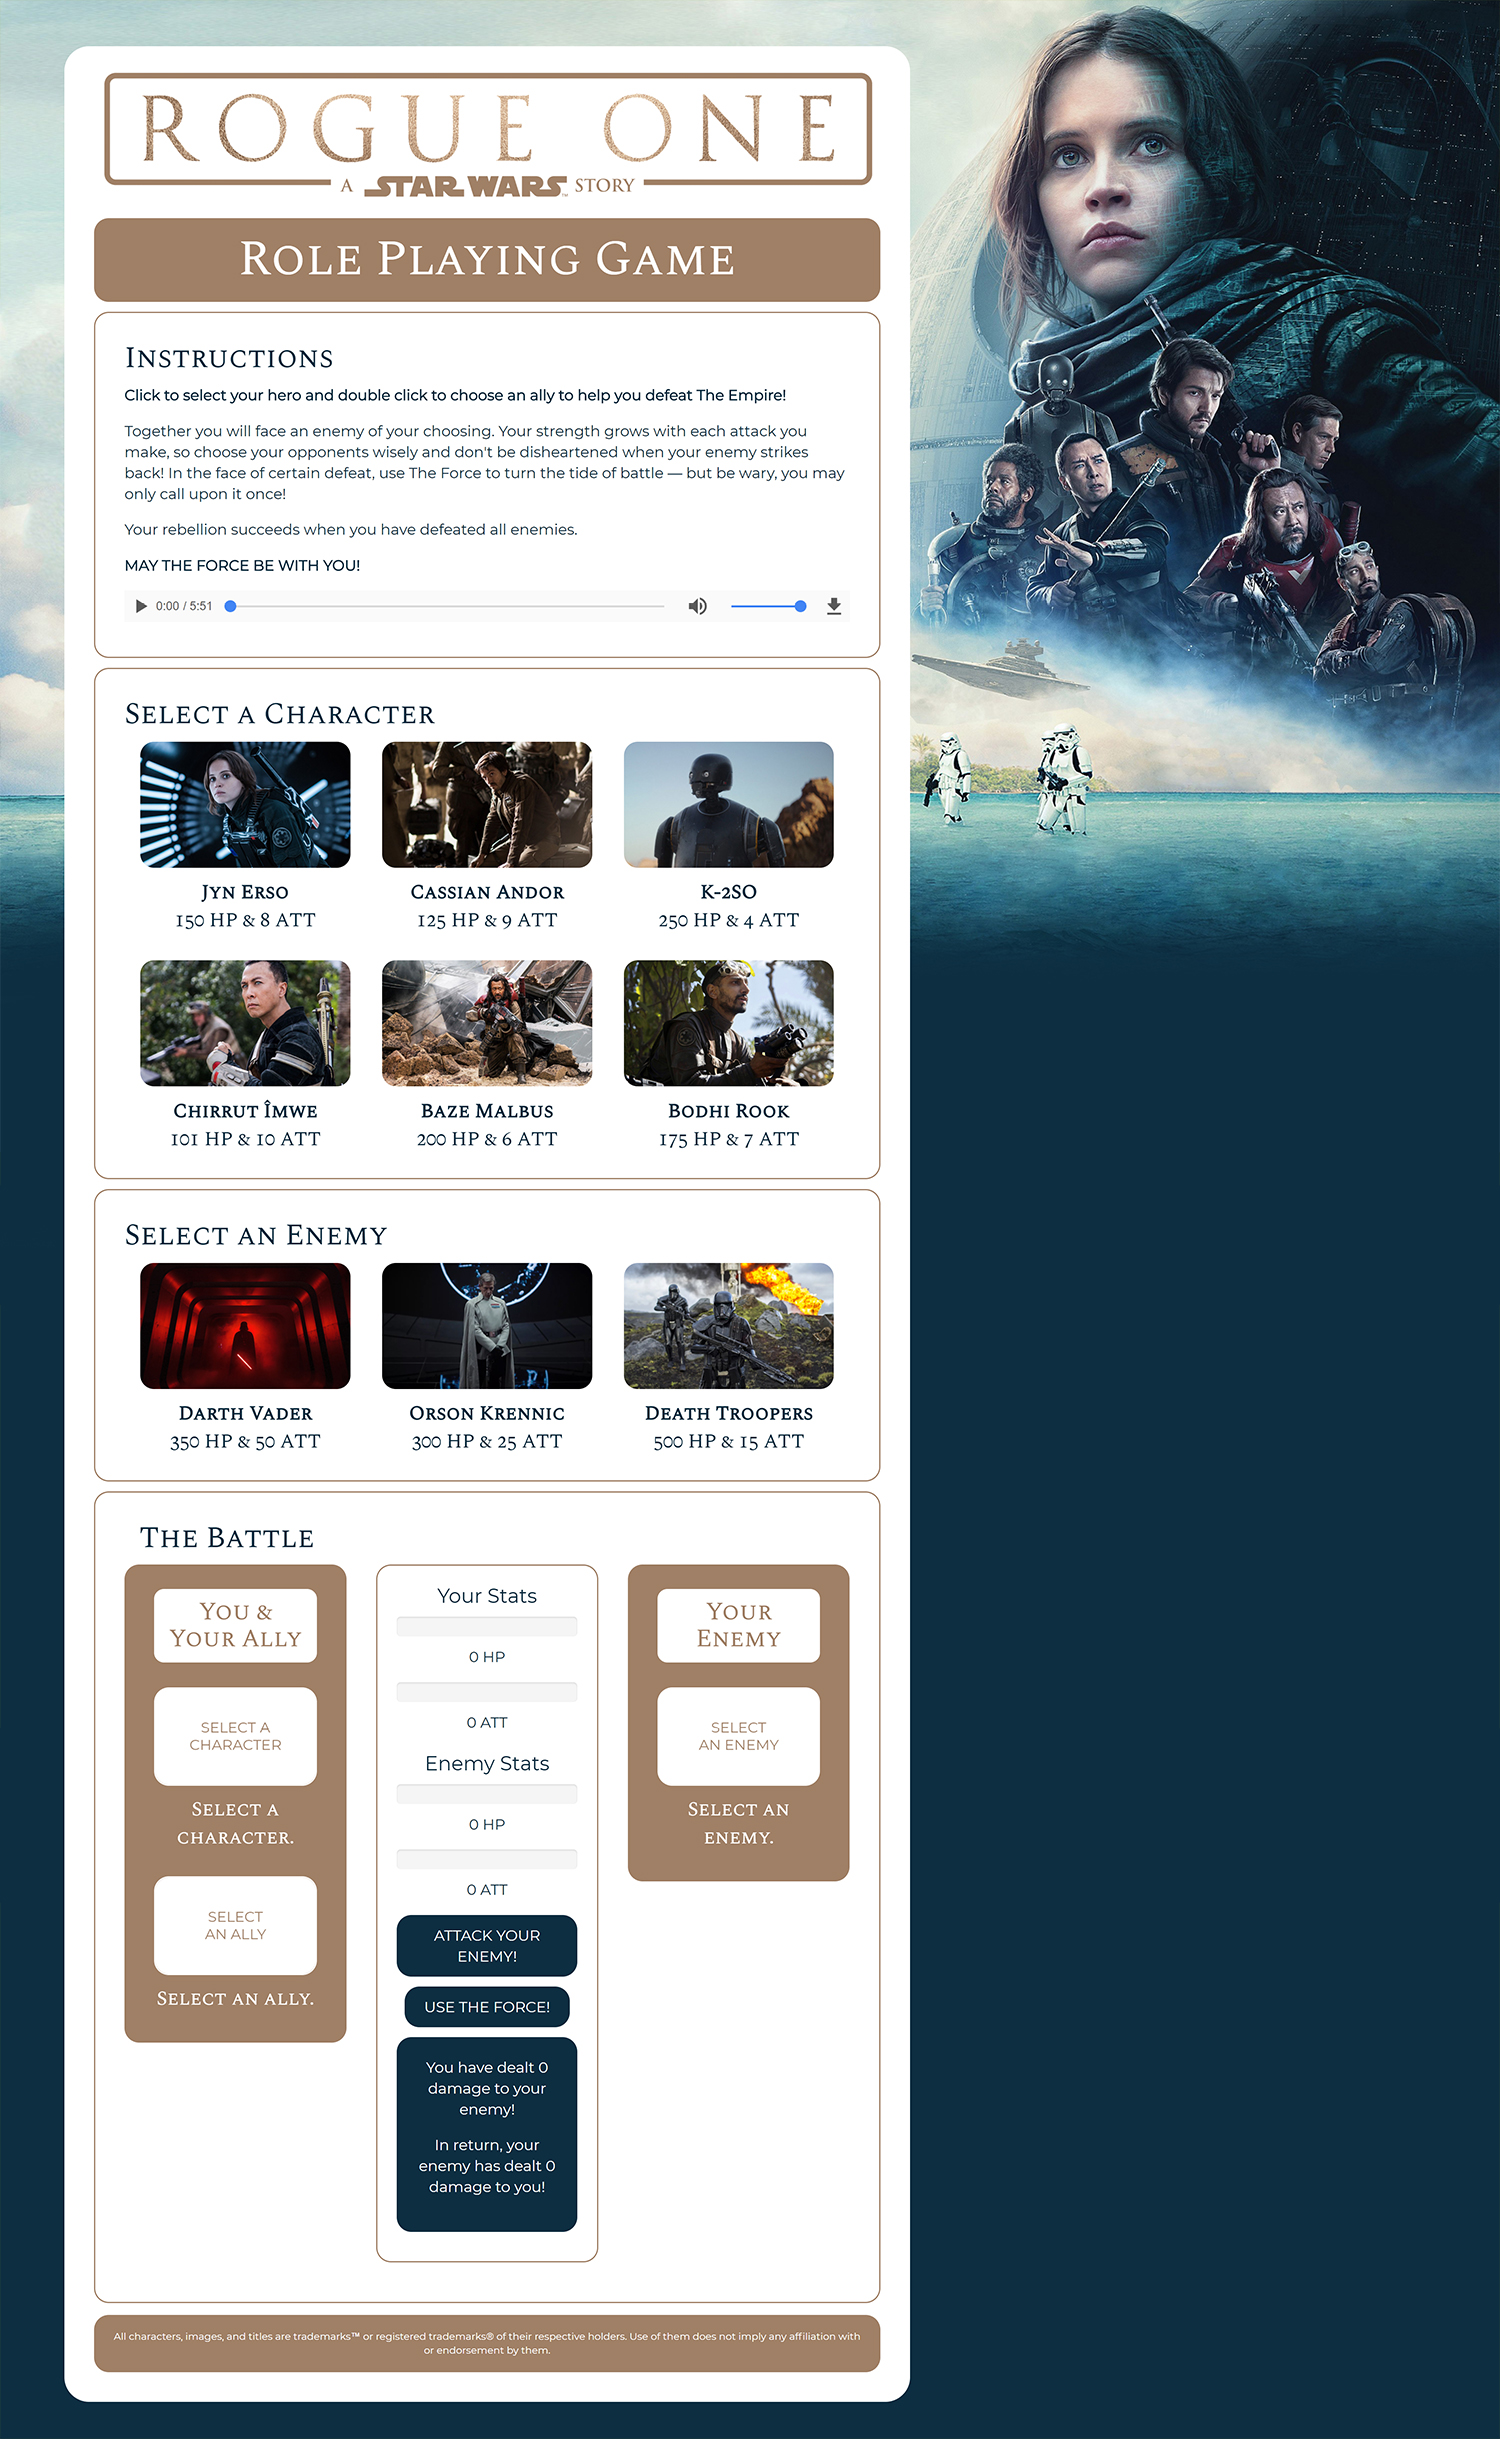 ROGUE ONE
A STAR WARS™ STORY
Role Playing Game
Instructions
Click to select your hero and double click to choose an ally to help you defeat The Empire!
Together you will face an enemy of your choosing. Your strength grows with each attack you
make, so choose your opponents wisely and don't be disheartened when your enemy strikes
back! In the face of certain defeat, use The Force to turn the tide of battle — but be wary, you may
only call upon it once!
Your rebellion succeeds when you have defeated all enemies.
MAY THE FORCE BE WITH YOU!
0:00 / 5:51
Select a Character
Jyn Erso
150 HP & 8 ATT
Cassian Andor
125 HP & 9 ATT
K-2SO
250 HP & 4 ATT
Chirrut Îmwe
101 HP & 10 ATT
Baze Malbus
200 HP & 6 ATT
Bodhi Rook
175 HP & 7 ATT
Select an Enemy
Darth Vader
350 HP & 50 ATT
Orson Krennic
300 HP & 25 ATT
Death Troopers
500 HP & 15 ATT
The Battle
You &
Your Ally
SELECT A
CHARACTER
Select a
character.
SELECT
AN ALLY
Select an ally.
Your Stats
0 HP
0 ATT
Enemy Stats
0 HP
0 ATT
ATTACK YOUR
ENEMY!
USE THE FORCE!
You have dealt 0
damage to your
enemy!
In return, your
enemy has dealt 0
damage to you!
Your
Enemy
SELECT
AN ENEMY
Select an
enemy.
All characters, images, and titles are trademarks™ or registered trademarks® of their respective holders. Use of them does not imply any affiliation with
or endorsement by them.